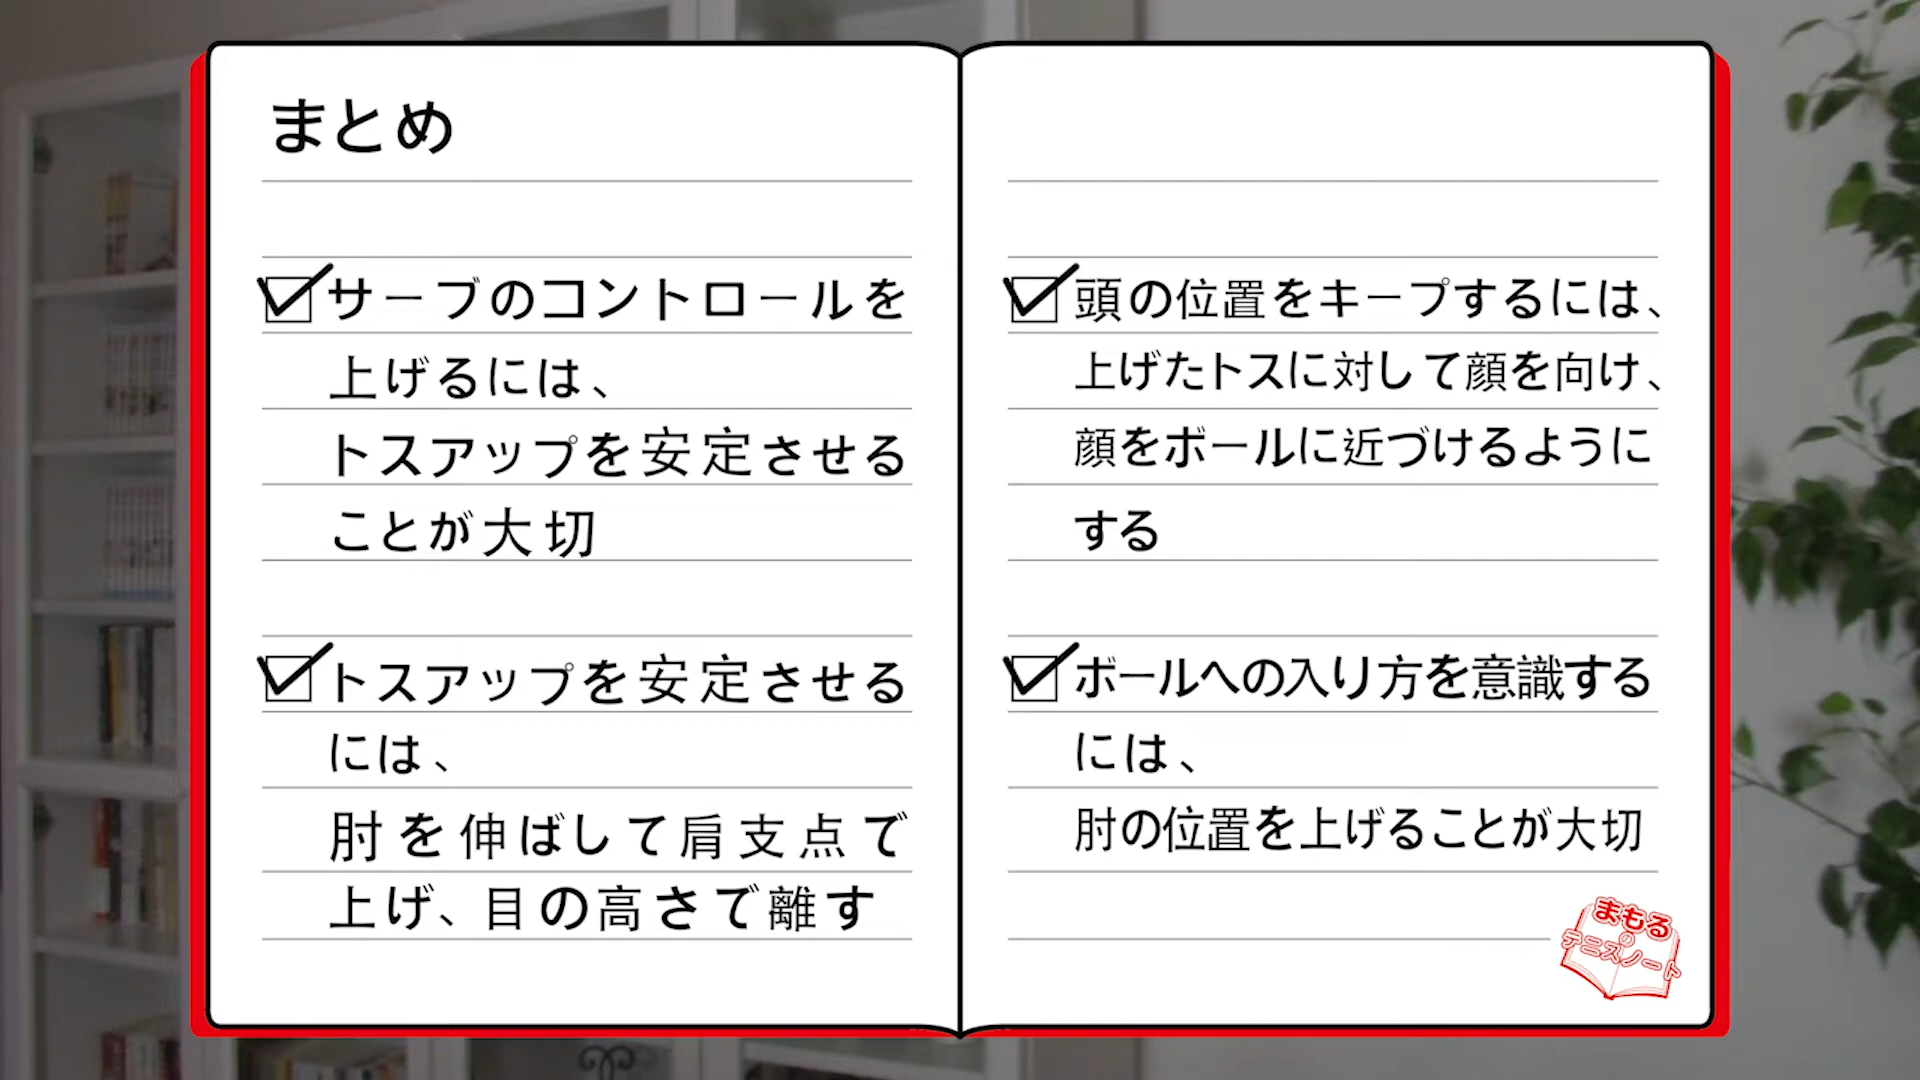 まとめ
サーブのコントロールを
上げるには、
トスアップを安定させる
ことが大切
トスアップを安定させる
には、
肘を伸ばして肩支点で
上げ、目の高さで離す
頭の位置をキープするには、
上げたトスに対して顔を向け、
顔をボールに近づけるように
する
ボールへの入り方を意識する
には、
肘の位置を上げることが大切
まもる
の
テニスノート